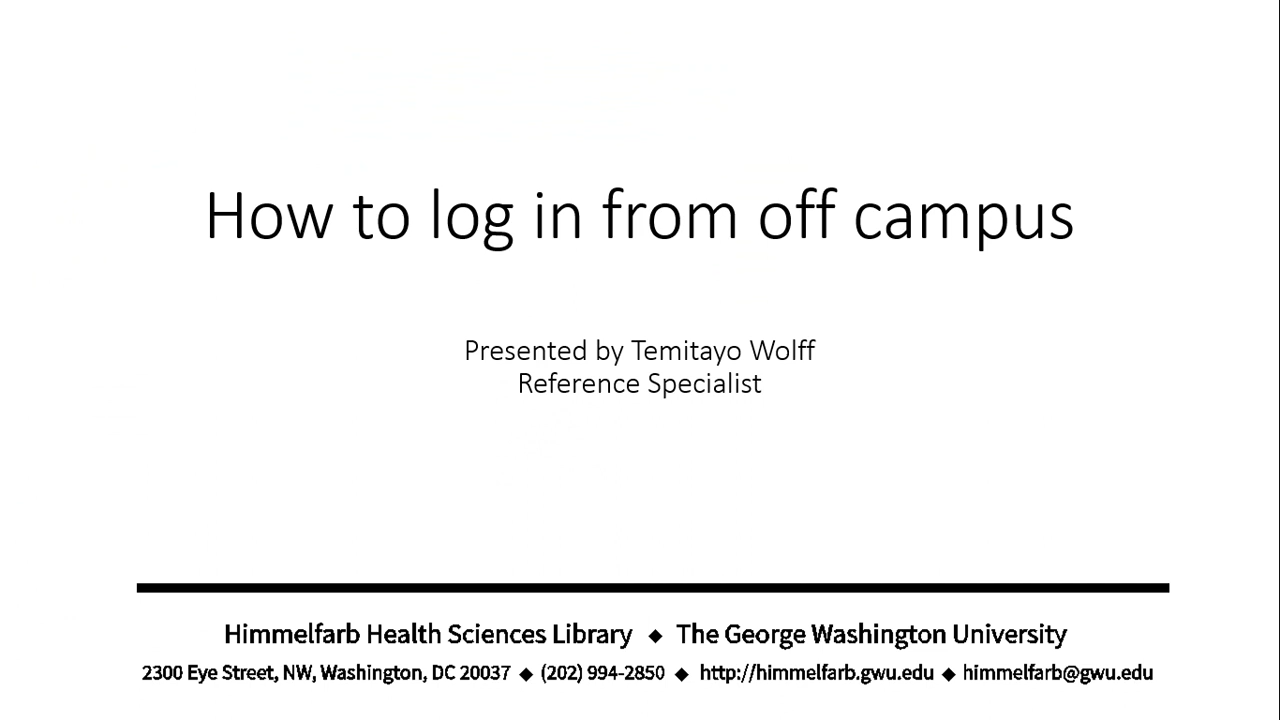 How to log in from off campus
Presented by Temitayo Wolff
Reference Specialist
Himmelfarb Health Sciences Library ◆ The George Washington University
2300 Eye Street, NW, Washington, DC 20037 ◆ (202) 994-2850 ◆ http://himmelfarb.gwu.edu ◆ himmelfarb@gwu.edu